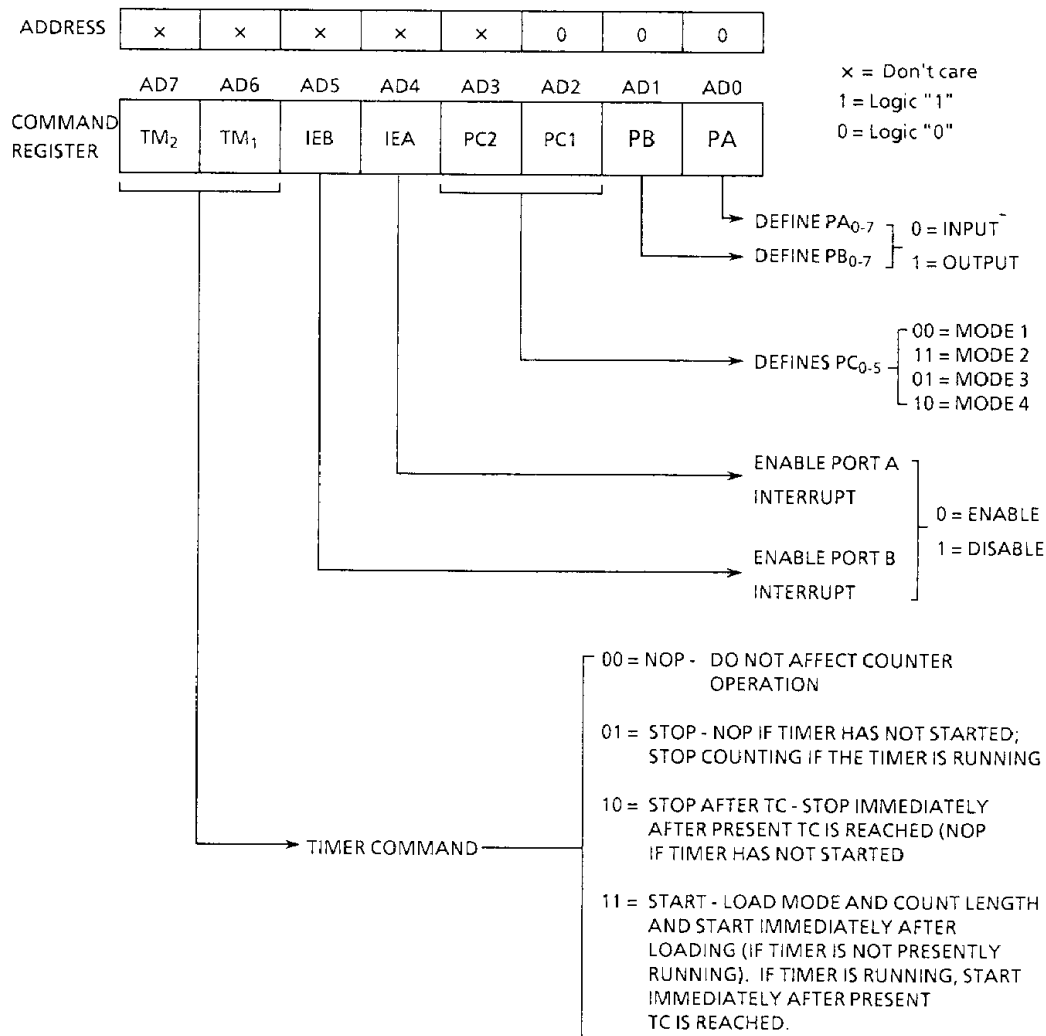 ADDRESS × × × × × 0 0 0
× = Don't care
1 = Logic "1"
0 = Logic "0"
AD7 AD6 AD5 AD4 AD3 AD2 AD1 AD0
COMMAND REGISTER TM₂ TM₁ IEB IEA PC2 PC1 PB PA
DEFINE PA₀₋₇
DEFINE PB₀₋₇
0 = INPUT
1 = OUTPUT
DEFINES PC₀₋₅
00 = MODE 1
11 = MODE 2
01 = MODE 3
10 = MODE 4
ENABLE PORT A
INTERRUPT
0 = ENABLE
1 = DISABLE
ENABLE PORT B
INTERRUPT
TIMER COMMAND
00 = NOP - DO NOT AFFECT COUNTER
OPERATION
01 = STOP - NOP IF TIMER HAS NOT STARTED;
STOP COUNTING IF THE TIMER IS RUNNING
10 = STOP AFTER TC - STOP IMMEDIATELY
AFTER PRESENT TC IS REACHED (NOP
IF TIMER HAS NOT STARTED
11 = START - LOAD MODE AND COUNT LENGTH
AND START IMMEDIATELY AFTER
LOADING (IF TIMER IS NOT PRESENTLY
RUNNING). IF TIMER IS RUNNING, START
IMMEDIATELY AFTER PRESENT
TC IS REACHED.